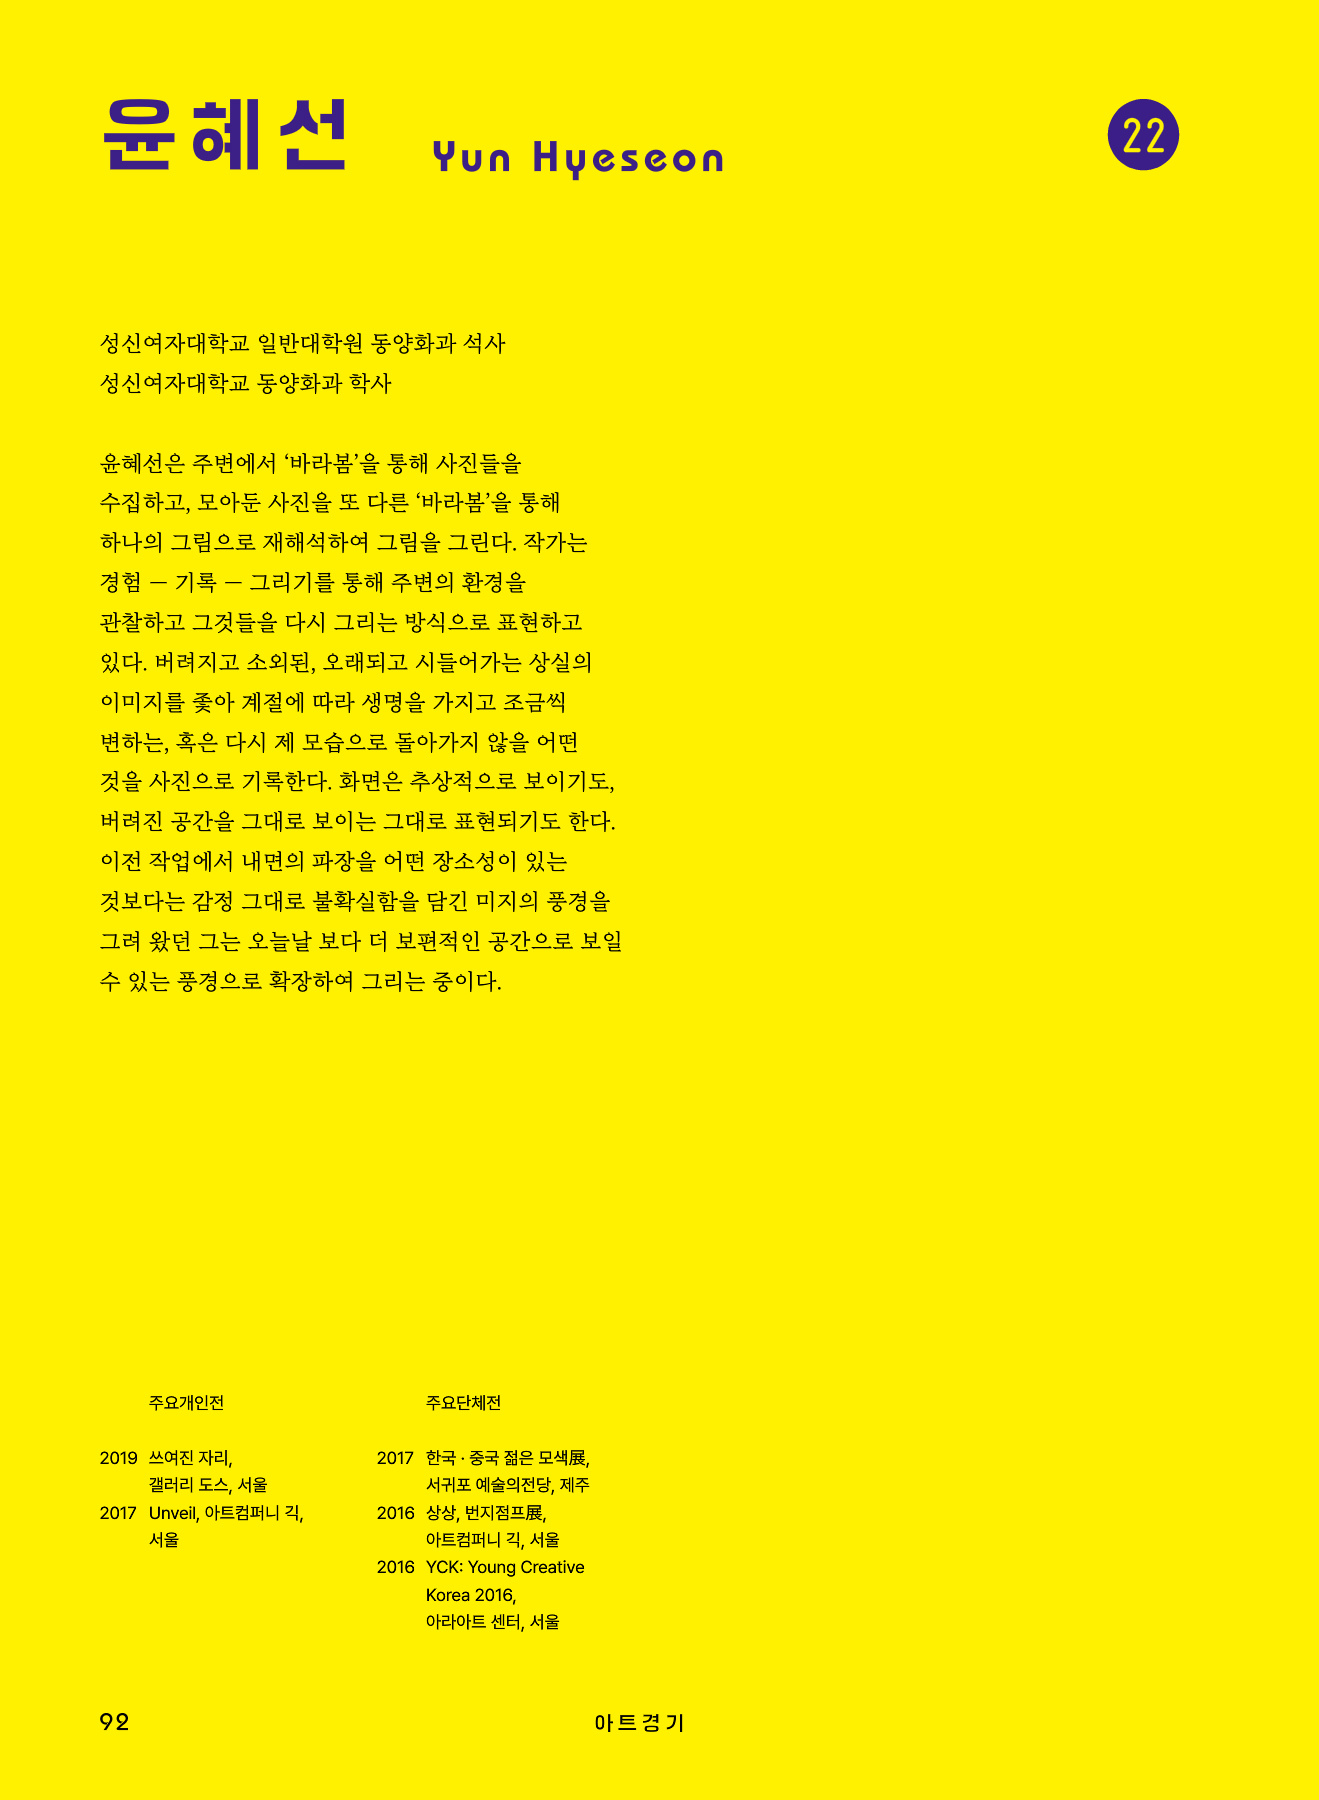 윤혜선 Yun Hyeseon
22
성신여자대학교 일반대학원 동양화과 석사
성신여자대학교 동양화과 학사
윤혜선은 주변에서 ‘바라봄’을 통해 사진들을
수집하고, 모아둔 사진을 또 다른 ‘바라봄’을 통해
하나의 그림으로 재해석하여 그림을 그린다. 작가는
경험 — 기록 — 그리기를 통해 주변의 환경을
관찰하고 그것들을 다시 그리는 방식으로 표현하고
있다. 버려지고 소외된, 오래되고 시들어가는 상실의
이미지를 좇아 계절에 따라 생명을 가지고 조금씩
변하는, 혹은 다시 제 모습으로 돌아가지 않을 어떤
것을 사진으로 기록한다. 화면은 추상적으로 보이기도,
버려진 공간을 그대로 보이는 그대로 표현되기도 한다.
이전 작업에서 내면의 파장을 어떤 장소성이 있는
것보다는 감정 그대로 불확실함을 담긴 미지의 풍경을
그려 왔던 그는 오늘날 보다 더 보편적인 공간으로 보일
수 있는 풍경으로 확장하여 그리는 중이다.
주요개인전
2019 쓰여진 자리,
갤러리 도스, 서울
2017 Unveil, 아트컴퍼니 긱,
서울
주요단체전
2017 한국 · 중국 젊은 모색展,
서귀포 예술의전당, 제주
2016 상상, 번지점프展,
아트컴퍼니 긱, 서울
2016 YCK: Young Creative
Korea 2016,
아라아트 센터, 서울
92
아트경기